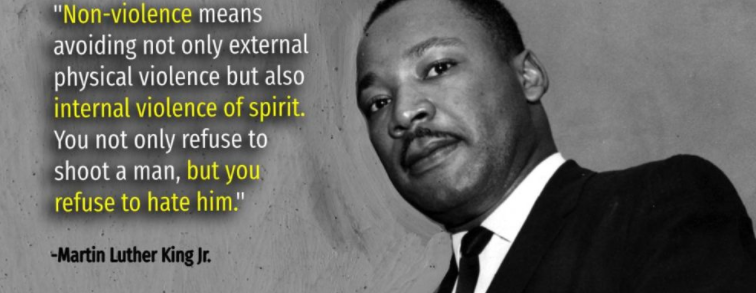 "Non-violence means
avoiding not only external
physical violence but also
internal violence of spirit.
You not only refuse to
shoot a man, but you
refuse to hate him."
-Martin Luther King Jr.